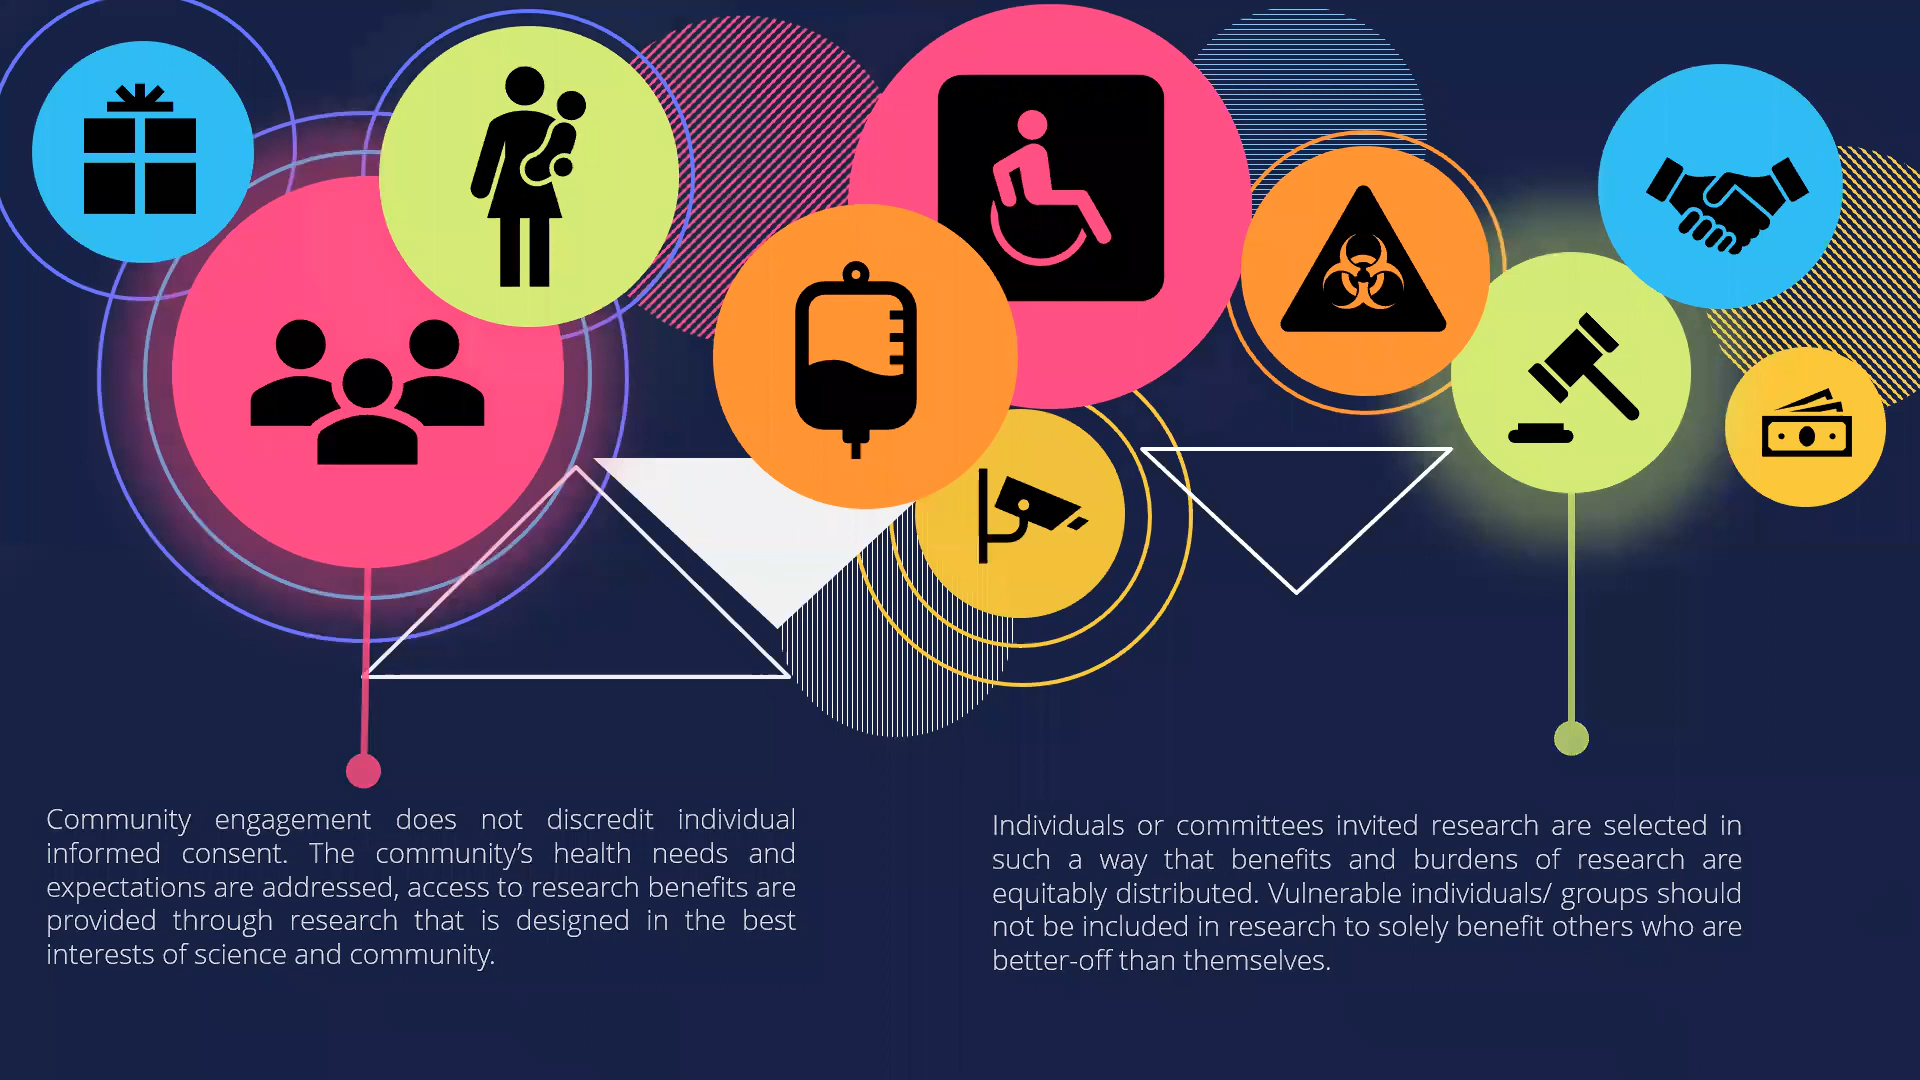 Community engagement does not discredit individual
informed consent. The community’s health needs and
expectations are addressed, access to research benefits are
provided through research that is designed in the best
interests of science and community.
Individuals or committees invited research are selected in
such a way that benefits and burdens of research are
equitably distributed. Vulnerable individuals/ groups should
not be included in research to solely benefit others who are
better-off than themselves.